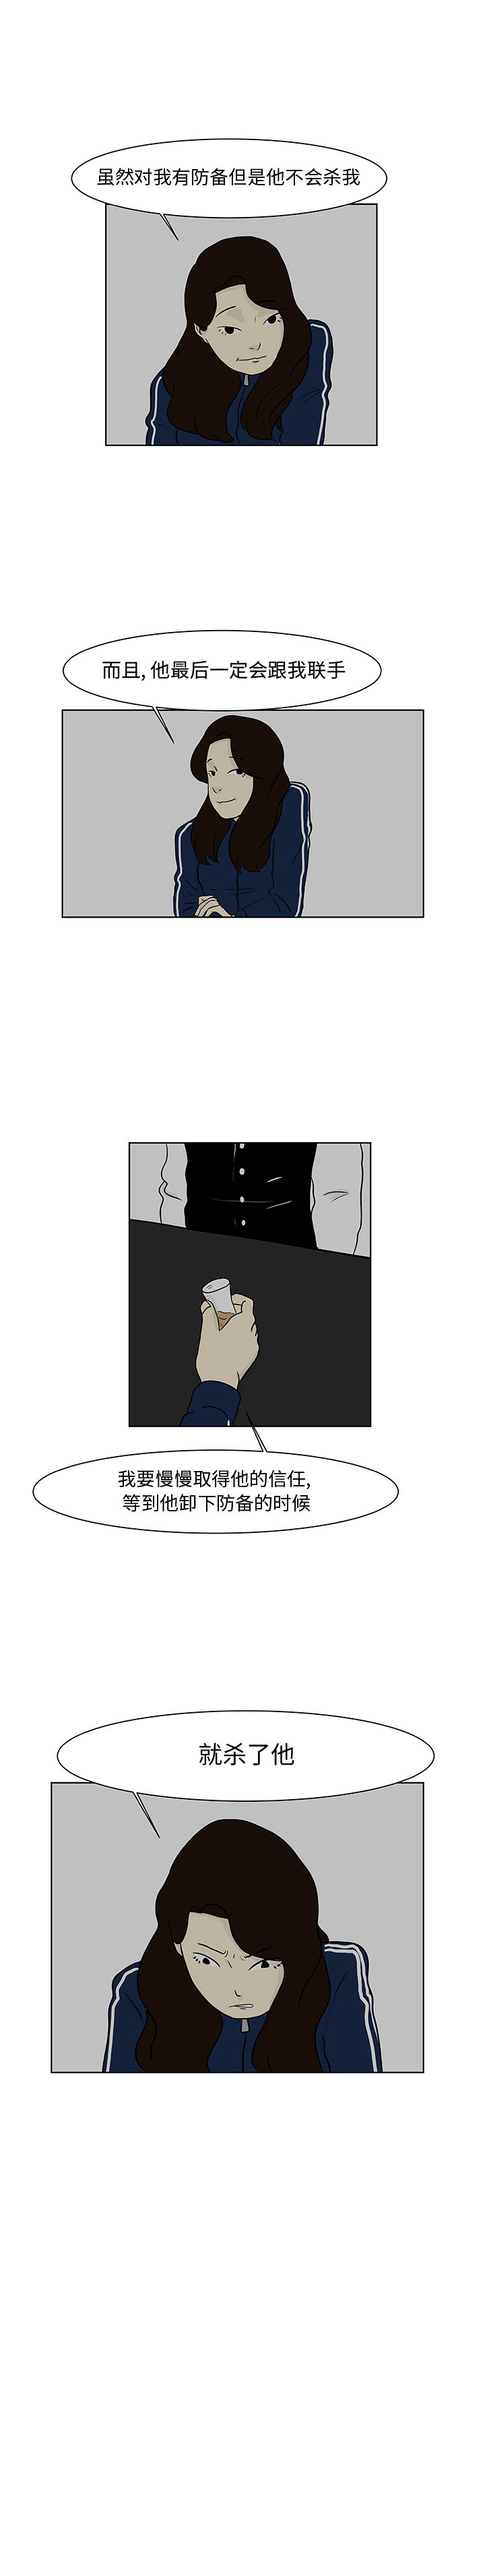 虽然对我有防备但是他不会杀我
而且, 他最后一定会跟我联手
我要慢慢取得他的信任,
等到他卸下防备的时候
就杀了他